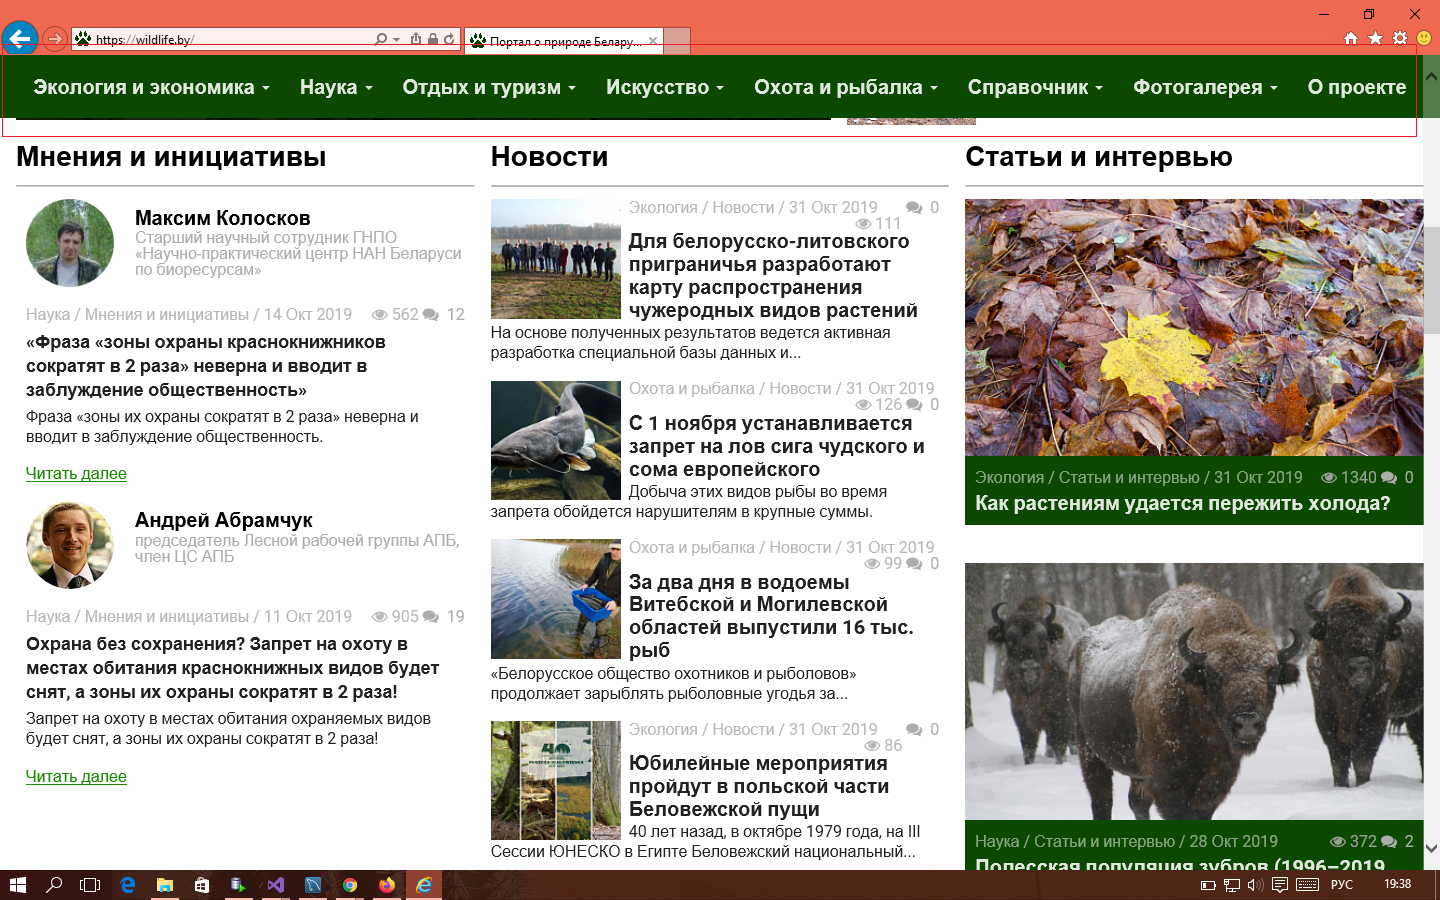 https://wildlife.by/
Портал о природе Белару...
Экология и экономика
Наука
Отдых и туризм
Искусство
Охота и рыбалка
Справочник
Фотогалерея
О проекте
Мнения и инициативы
Максим Колосков
Старший научный сотрудник ГНПО
«Научно-практический центр НАН Беларуси
по биоресурсам»
Наука / Мнения и инициативы / 14 Окт 2019 562 12
«Фраза «зоны охраны краснокнижников
сократят в 2 раза» неверна и вводит в
заблуждение общественность»
Фраза «зоны их охраны сократят в 2 раза» неверна и
вводит в заблуждение общественность.
Читать далее
Андрей Абрамчук
председатель Лесной рабочей группы АПБ,
член ЦС АПБ
Наука / Мнения и инициативы / 11 Окт 2019 905 19
Охрана без сохранения? Запрет на охоту в
местах обитания краснокнижных видов будет
снят, а зоны их охраны сократят в 2 раза!
Запрет на охоту в местах обитания охраняемых видов
будет снят, а зоны их охраны сократят в 2 раза!
Читать далее
Новости
Экология / Новости / 31 Окт 2019 0
111
Для белорусско-литовского
приграничья разработают
карту распространения
чужеродных видов растений
На основе полученных результатов ведется активная
разработка специальной базы данных и...
Охота и рыбалка / Новости / 31 Окт 2019
126 0
С 1 ноября устанавливается
запрет на лов сига чудского и
сома европейского
Добыча этих видов рыбы во время
запрета обойдется нарушителям в крупные суммы.
Охота и рыбалка / Новости / 31 Окт 2019
99 0
За два дня в водоемы
Витебской и Могилевской
областей выпустили 16 тыс.
рыб
«Белорусское общество охотников и рыболовов»
продолжает зарыблять рыболовные угодья за...
Экология / Новости / 31 Окт 2019 0
86
Юбилейные мероприятия
пройдут в польской части
Беловежской пущи
40 лет назад, в октябре 1979 года, на III
Сессии ЮНЕСКО в Египте Беловежский национальный...
Статьи и интервью
Экология / Статьи и интервью / 31 Окт 2019 1340 0
Как растениям удается пережить холода?
Наука / Статьи и интервью / 28 Окт 2019 372 2
Полесская популяция зубров (1996–2019
РУС
19:38